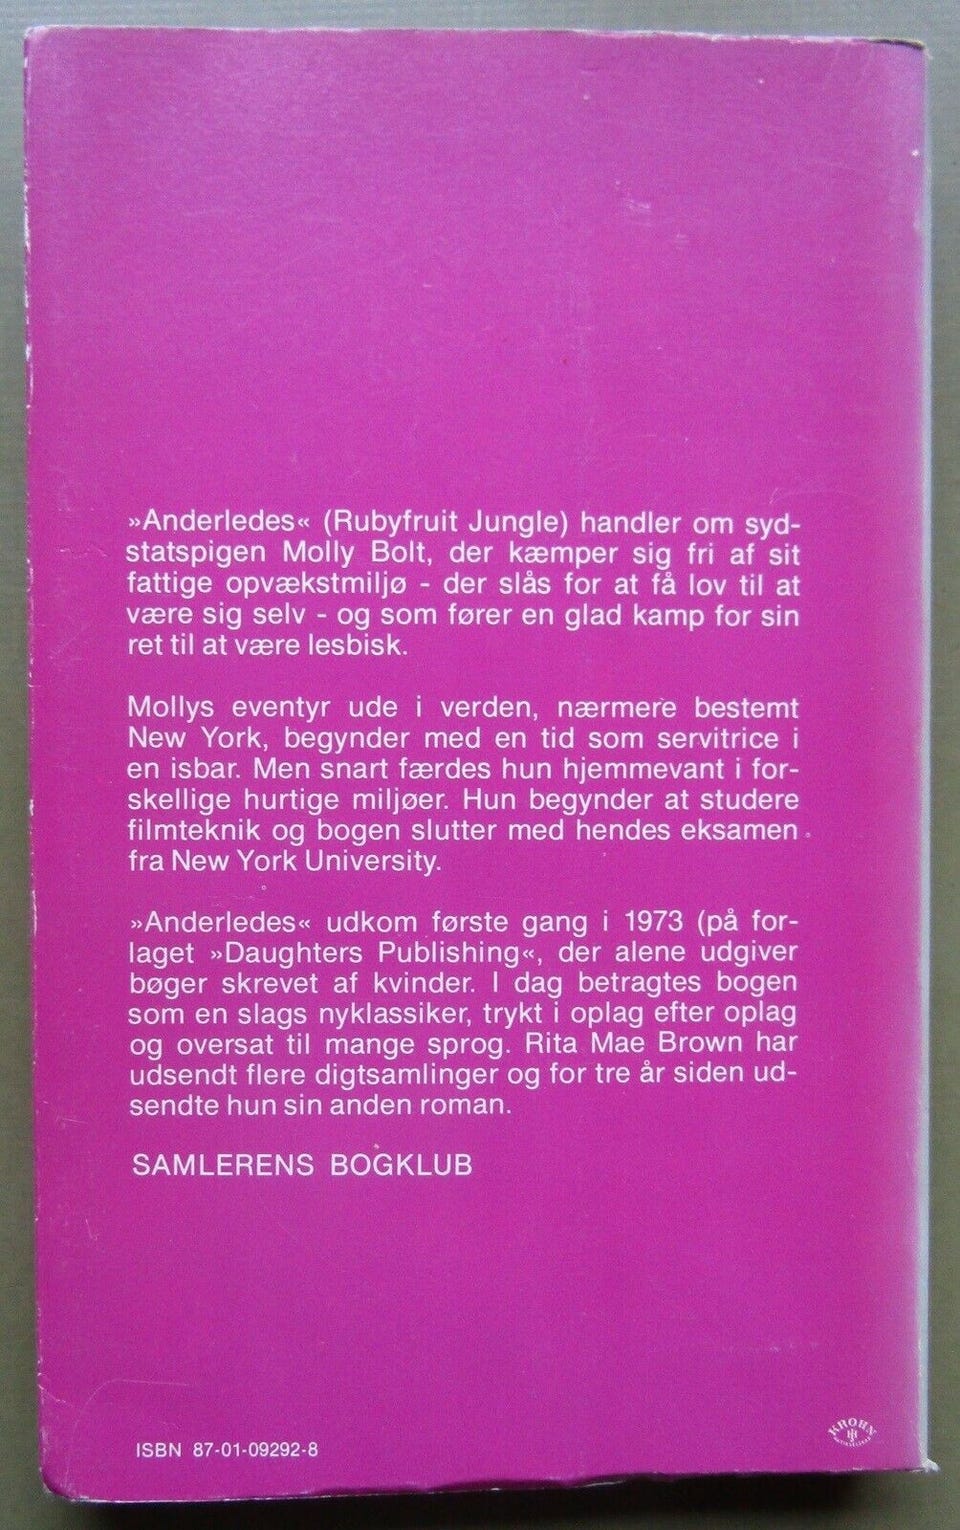 »Anderledes« (Rubyfruit Jungle) handler om syd-
statspigen Molly Bolt, der kæmper sig fri af sit
fattige opvækstmiljø - der slås for at få lov til at
være sig selv - og som fører en glad kamp for sin
ret til at være lesbisk.
Mollys eventyr ude i verden, nærmere bestemt
New York, begynder med en tid som servitrice i
en isbar. Men snart færdes hun hjemmevant i for-
skellige hurtige miljøer. Hun begynder at studere
filmteknik og bogen slutter med hendes eksamen
fra New York University.
»Anderledes« udkom første gang i 1973 (på for-
laget »Daughters Publishing«, der alene udgiver
bøger skrevet af kvinder. I dag betragtes bogen
som en slags nyklassiker, trykt i oplag efter oplag
og oversat til mange sprog. Rita Mae Brown har
udsendt flere digtsamlinger og for tre år siden ud-
sendte hun sin anden roman.
SAMLERENS BOGKLUB
ISBN 87-01-09292-8
KROHN